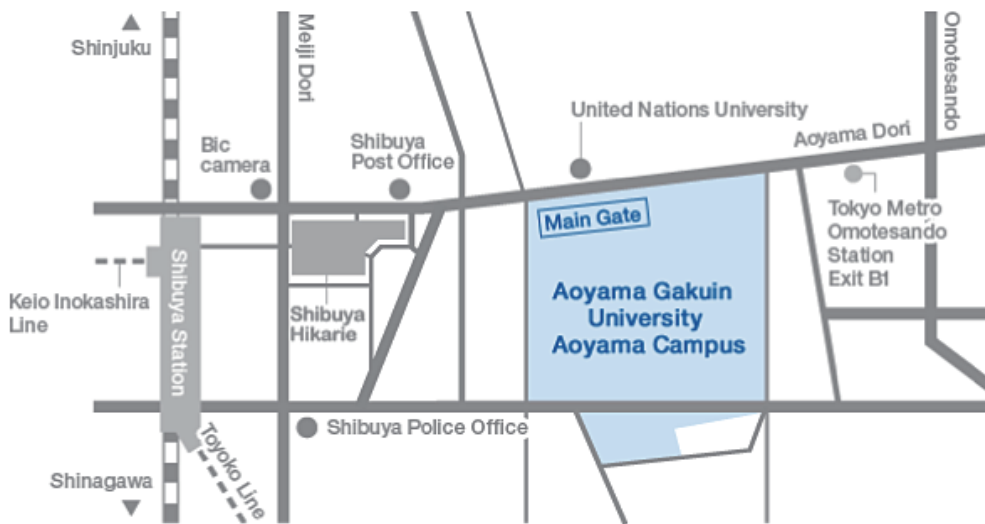 Shinjuku
Meiji Dori
Omotesando
United Nations University
Aoyama Dori
Bic
camera
Shibuya
Post Office
Main Gate
Tokyo Metro
Omotesando
Station
Exit B1
Keio Inokashira
Line
Shibuya Station
Shibuya
Hikarie
Aoyama Gakuin
University
Aoyama Campus
Shibuya Police Office
Toyoko Line
Shinagawa